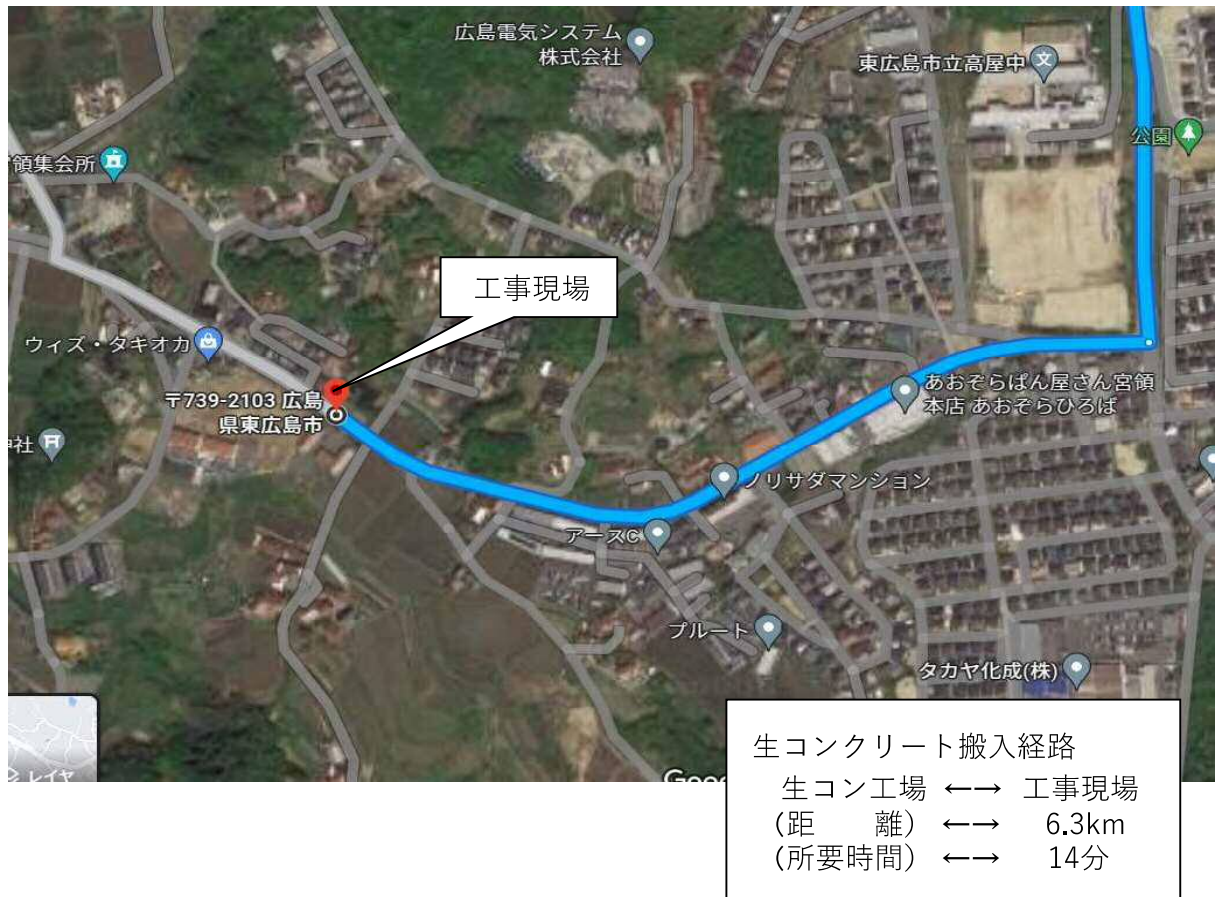 広島電気システム
株式会社
東広島市立高屋中
文
公園
領集会所
工事現場
ウィズ・タキオカ
〒739-2103 広島
県東広島市
あおぞらぱん屋さん宮領
本店 あおぞらひろば
神社
ノリサダマンション
アースC
プルート
タカヤ化成(株)
レイヤ
Goo
生コンクリート搬入経路
生コン工場 ←→ 工事現場
(距 離) ←→ 6.3km
(所要時間) ←→ 14分